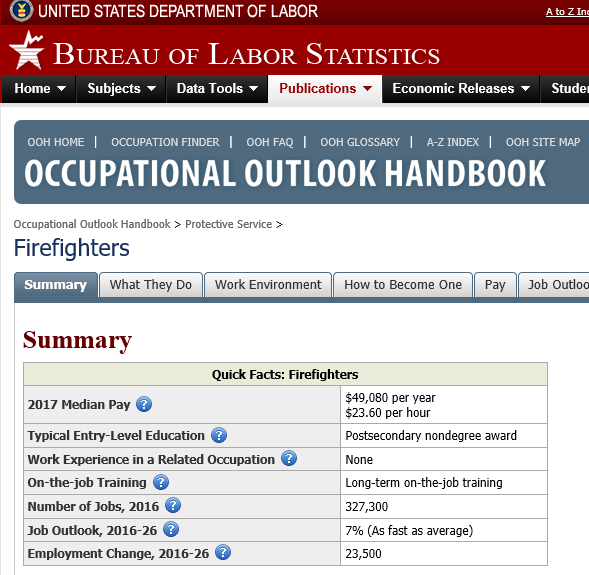 UNITED STATES DEPARTMENT OF LABOR
A to Z
BUREAU OF LABOR STATISTICS
Home Subjects Data Tools Publications Economic Releases
OOH HOME | OCCUPATION FINDER | OOH FAQ | OOH GLOSSARY | A-Z INDEX | OOH SITE MAP
OCCUPATIONAL OUTLOOK HANDBOOK
Occupational Outlook Handbook > Protective Service >
Firefighters
Summary What They Do Work Environment How to Become One Pay Job
Summary
Quick Facts: Firefighters
2017 Median Pay ? $49,080 per year
$23.60 per hour
Typical Entry-Level Education ? Postsecondary nondegree award
Work Experience in a Related Occupation ? None
On-the-job Training ? Long-term on-the-job training
Number of Jobs, 2016 ? 327,300
Job Outlook, 2016-26 ? 7% (As fast as average)
Employment Change, 2016-26 ? 23,500